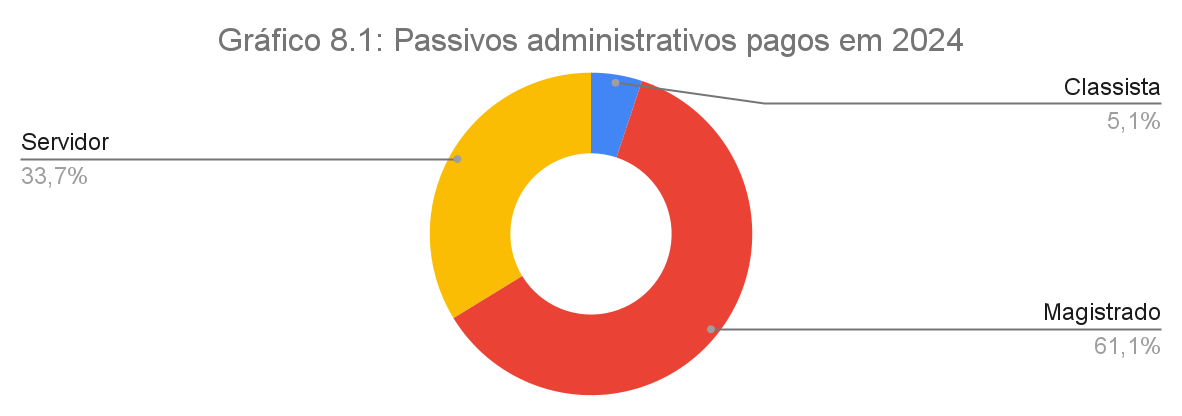 Gráfico 8.1: Passivos administrativos pagos em 2024
Classista
5,1%
Servidor
33,7%
Magistrado
61,1%